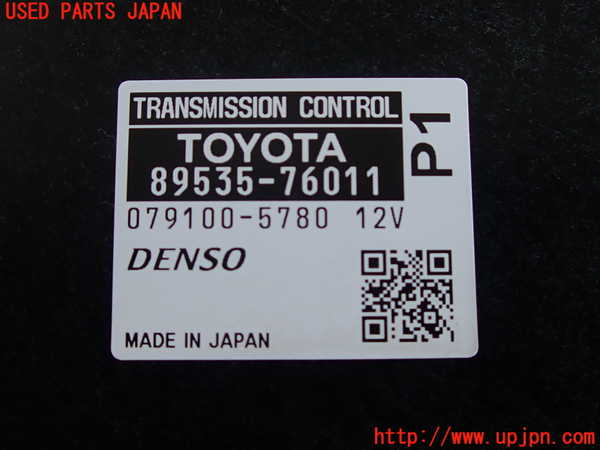 USED PARTS JAPAN
TRANSMISSION CONTROL
TOYOTA
89535-76011
P1
079100-5780 12V
DENSO
MADE IN JAPAN
http://www.upjpn.com